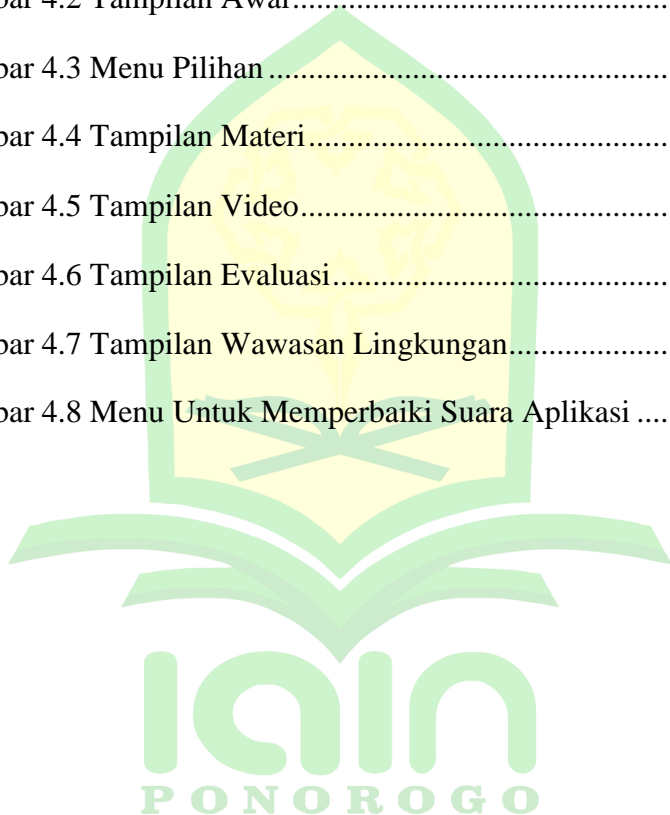 bar 4.2 Tampilan Awal........................................................
bar 4.3 Menu Pilihan ........................................................
bar 4.4 Tampilan Materi..................................................
bar 4.5 Tampilan Video...................................................
bar 4.6 Tampilan Evaluasi...............................................
bar 4.7 Tampilan Wawasan Lingkungan....................
bar 4.8 Menu Untuk Memperbaiki Suara Aplikasi ....
iain
PONOROGO